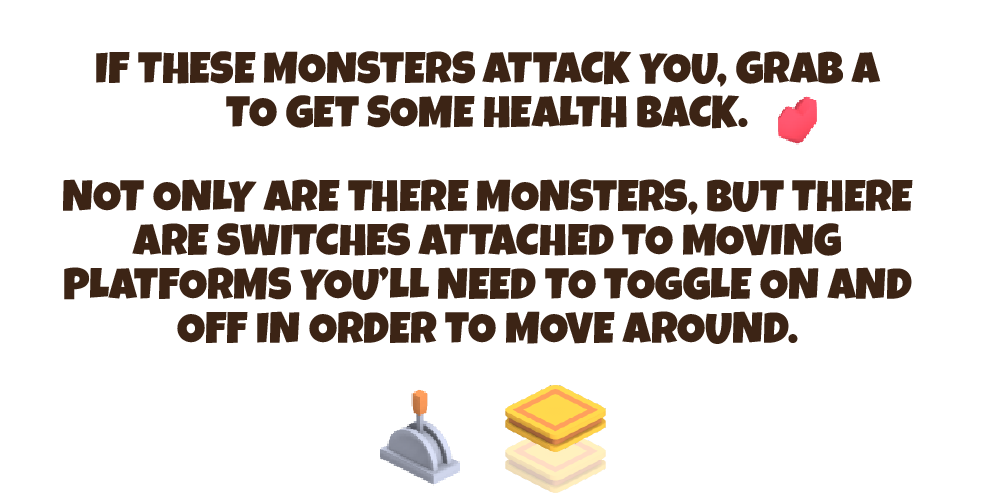 IF THESE MONSTERS ATTACK YOU, GRAB A
TO GET SOME HEALTH BACK.
NOT ONLY ARE THERE MONSTERS, BUT THERE
ARE SWITCHES ATTACHED TO MOVING
PLATFORMS YOU’LL NEED TO TOGGLE ON AND
OFF IN ORDER TO MOVE AROUND.